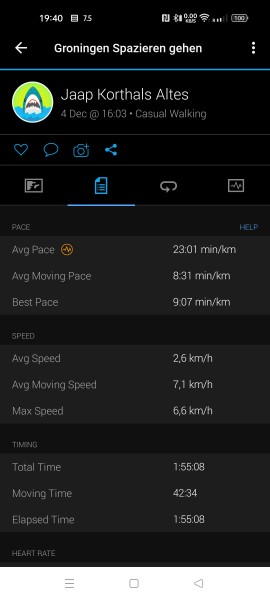 19:40 7.5 0.00 KB/S 100
Groningen Spazieren gehen
Jaap Korthals Altes
4 Dec @ 16:03 • Casual Walking
PACE HELP
Avg Pace 23:01 min/km
Avg Moving Pace 8:31 min/km
Best Pace 9:07 min/km
SPEED
Avg Speed 2,6 km/h
Avg Moving Speed 7,1 km/h
Max Speed 6,6 km/h
TIMING
Total Time 1:55:08
Moving Time 42:34
Elapsed Time 1:55:08
HEART RATE